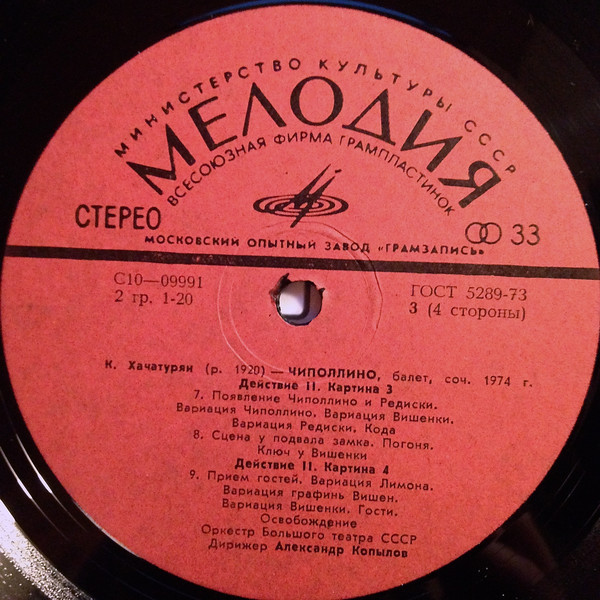 МИНИСТЕРСТВО КУЛЬТУРЫ СССР
МЕЛОДИЯ
ВСЕСОЮЗНАЯ ФИРМА ГРАМПЛАСТИНОК
СТЕРЕО
33
МОСКОВСКИЙ ОПЫТНЫЙ ЗАВОД «ГРАМЗАПИСЬ»
С10—09991
ГОСТ 5289-73
2 гр. 1-20
3 (4 стороны)
К. Хачатурян (р. 1920) — ЧИПОЛЛИНО, балет, соч. 1974 г.
Действие II. Картина 3
7. Появление Чиполлино и Редиски.
Вариация Чиполлино. Вариация Вишенки.
Вариация Редиски. Кода
8. Сцена у подвала замка. Погоня.
Ключ у Вишенки
Действие II. Картина 4
9. Прием гостей. Вариация Лимона.
Вариация графинь Вишен.
Вариация Вишенки. Гости.
Освобождение
Оркестр Большого театра СССР
Дирижер Александр Копылов